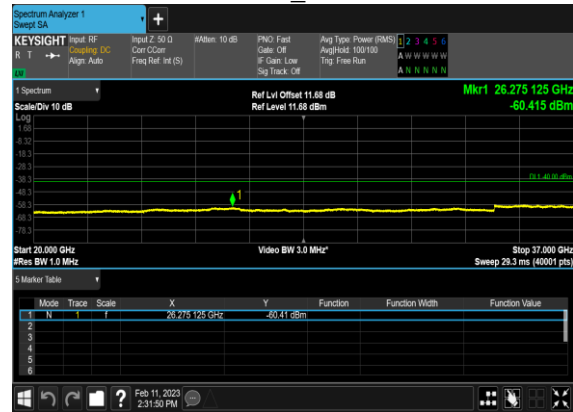 Spectrum Analyzer 1
Swept SA
+
KEYSIGHT Input: RF Input Z: 50 Ω #Atten: 10 dB PNO: Fast Avg Type: Power (RMS) 1 2 3 4 5 6
R T Coupling: DC Corr CCorr Gate: Off Avg|Hold: 100/100 A W W W W W
Align: Auto Freq Ref: Int (S) IF Gain: Low Trig: Free Run
Sig Track: Off A N N N N N
1 Spectrum Ref Lvl Offset 11.68 dB Mkr1 26.275 125 GHz
Scale/Div 10 dB Ref Level 11.68 dBm -60.415 dBm
Log
1.68
-8.32
-18.3
-28.3
DL1 -40.00 dBm
-38.3
-48.3
1
-58.3
-68.3
-78.3
Start 20.000 GHz Video BW 3.0 MHz* Stop 37.000 GHz
#Res BW 1.0 MHz Sweep 29.3 ms (40001 pts)
5 Marker Table
Mode Trace Scale X Y Function Function Width Function Value
1 N 1 f 26.275 125 GHz -60.41 dBm
2
3
4
5
6
? Feb 11, 2023
2:31:50 PM